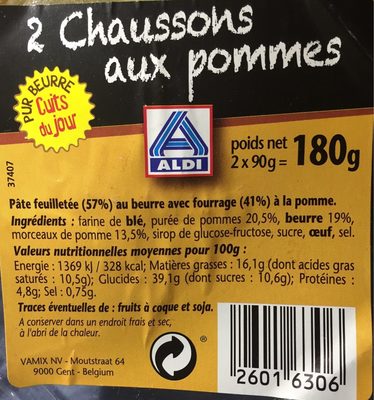 2 Chaussons
aux pommes
PUR BEURRE
Cuits
du jour
ALDI
poids net
2 x 90g = 180g
37407
Pâte feuilletée (57%) au beurre avec fourrage (41%) à la pomme.
Ingrédients : farine de blé, purée de pommes 20,5%, beurre 19%,
morceaux de pomme 13,5%, sirop de glucose-fructose, sucre, œuf, sel.
Valeurs nutritionnelles moyennes pour 100g :
Energie : 1369 kJ / 328 kcal; Matières grasses : 16,1g (dont acides gras
saturés : 10,5g); Glucides : 39,1g (dont sucres : 10,6g); Protéines :
4,8g; Sel : 0,75g.
Traces éventuelles de : fruits à coque et soja.
A conserver dans un endroit frais et sec,
à l'abri de la chaleur.
VAMIX NV - Moutstraat 64
9000 Gent - Belgium
2601 6306